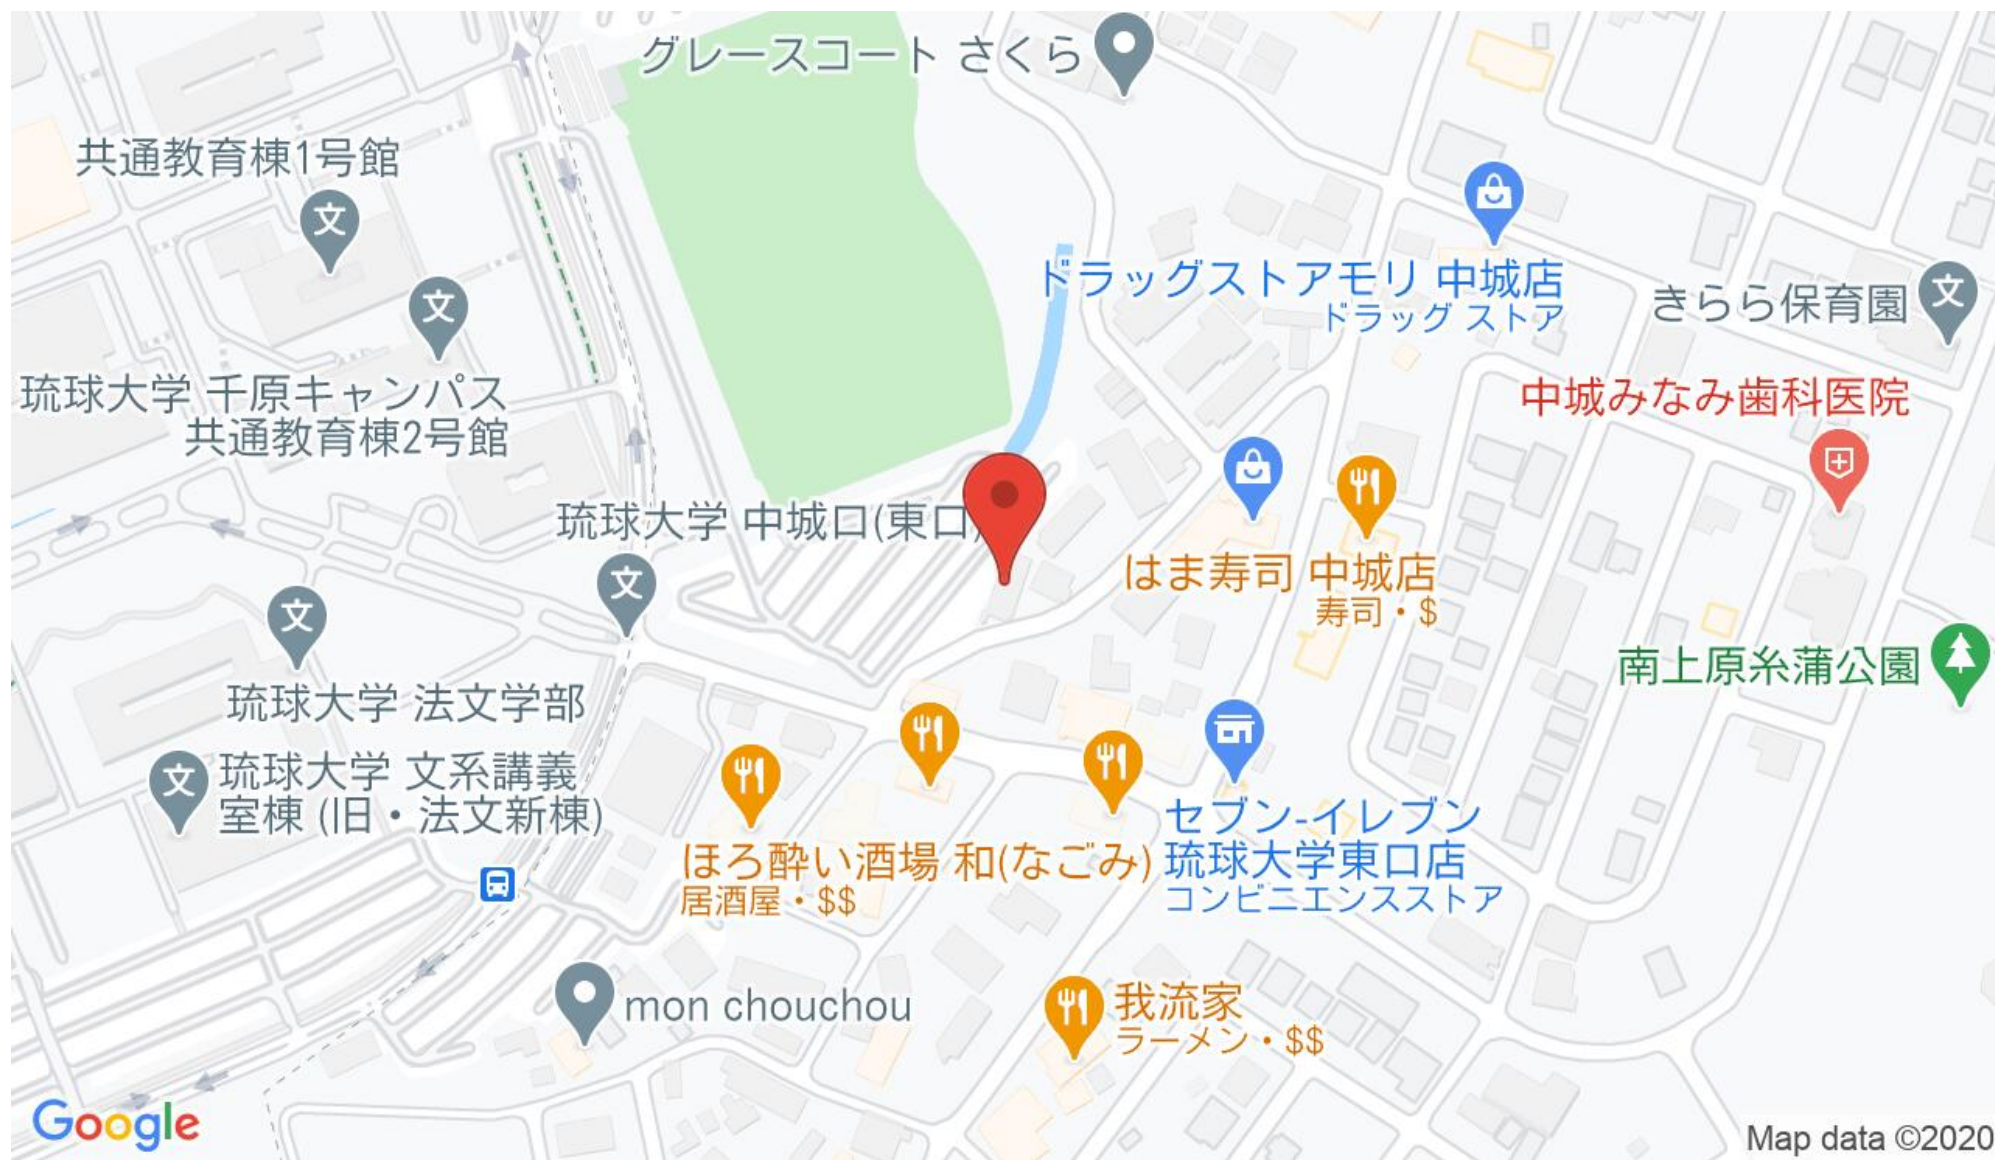 グレースコート さくら
共通教育棟1号館
文
文
ドラッグストアモリ 中城店
ドラッグ ストア
きらら保育園
文
琉球大学 千原キャンパス
共通教育棟2号館
中城みなみ歯科医院
琉球大学 中城口(東口)
文
はま寿司 中城店
寿司・$
文
琉球大学 法文学部
南上原糸蒲公園
文
琉球大学 文系講義
室棟 (旧・法文新棟)
ほろ酔い酒場 和(なごみ)
居酒屋・$$
セブン-イレブン
琉球大学東口店
コンビニエンスストア
mon chouchou
我流家
ラーメン・$$
Google
Map data ©2020